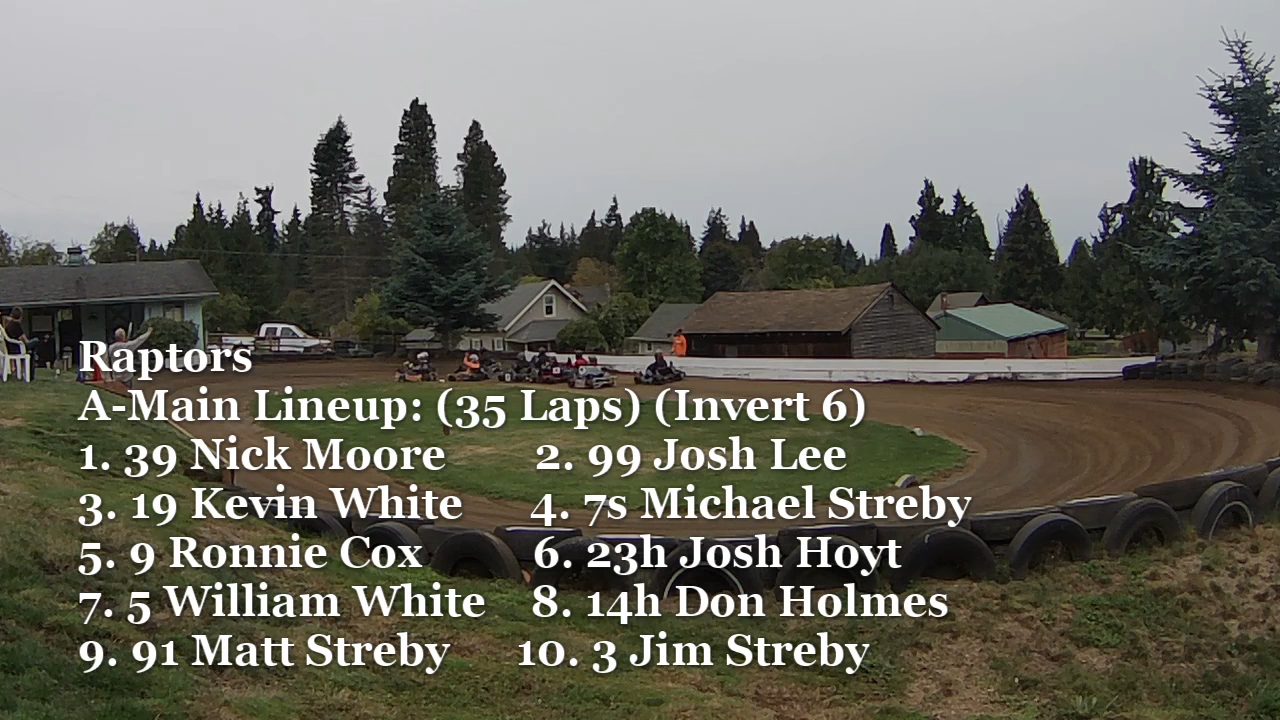 Raptors
A-Main Lineup: (35 Laps) (Invert 6)
1. 39 Nick Moore 2. 99 Josh Lee
3. 19 Kevin White 4. 7s Michael Streby
5. 9 Ronnie Cox 6. 23h Josh Hoyt
7. 5 William White 8. 14h Don Holmes
9. 91 Matt Streby 10. 3 Jim Streby